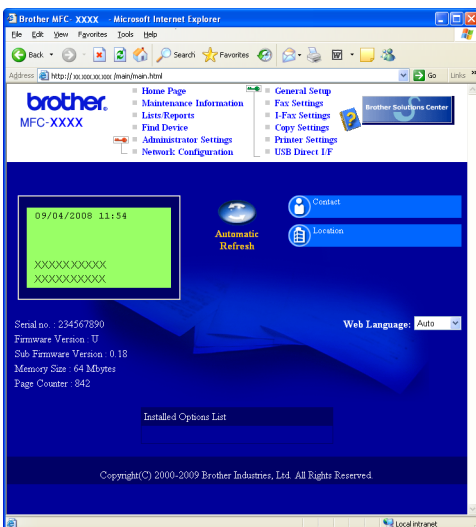 Brother MFC- XXXX - Microsoft Internet Explorer
File Edit View Favorites Tools Help
Back Search Favorites
Address http:// xx.xxx.xx.xxx /main/main.html Go Links »
brother.
MFC-XXXX
Home Page
Maintenance Information
Lists/Reports
Find Device
Administrator Settings
Network Configuration
General Setup
Fax Settings
I-Fax Settings
Copy Settings
Printer Settings
USB Direct I/F
Brother Solutions Center
09/04/2008 11:54
XXXXXXXXXX
XXXXXXXXXX
Automatic
Refresh
Contact
Location
Serial no. : 234567890
Firmware Version : U
Sub Firmware Version : 0.18
Memory Size : 64 Mbytes
Page Counter : 842
Web Language: Auto
Installed Options List
Copyright(C) 2000-2009 Brother Industries, Ltd. All Rights Reserved.
Local intranet